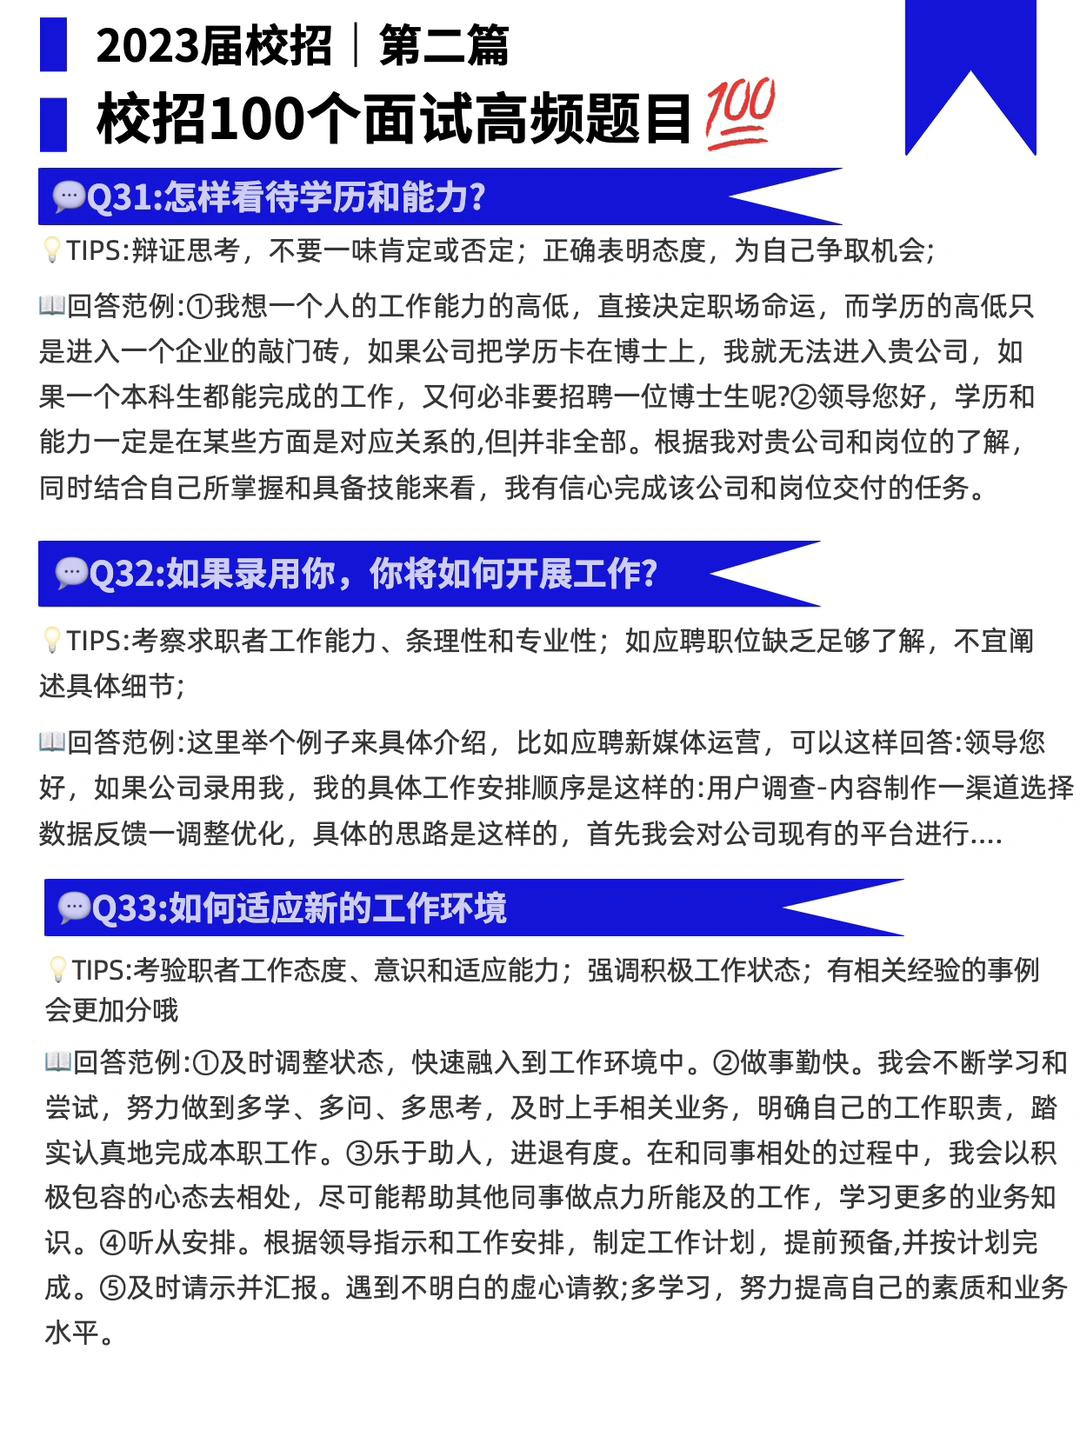 2023届校招｜第二篇
校招100个面试高频题目💯
💬Q31:怎样看待学历和能力?
💡TIPS:辩证思考，不要一味肯定或否定；正确表明态度，为自己争取机会；
📖回答范例:①我想一个人的工作能力的高低，直接决定职场命运，而学历的高低只
是进入一个企业的敲门砖，如果公司把学历卡在博士上，我就无法进入贵公司，如
果一个本科生都能完成的工作，又何必非要招聘一位博士生呢?②领导您好，学历和
能力一定是在某些方面是对应关系的,但|并非全部。根据我对贵公司和岗位的了解，
同时结合自己所掌握和具备技能来看，我有信心完成该公司和岗位交付的任务。
💬Q32:如果录用你，你将如何开展工作?
💡TIPS:考察求职者工作能力、条理性和专业性；如应聘职位缺乏足够了解，不宜阐
述具体细节；
📖回答范例:这里举个例子来具体介绍，比如应聘新媒体运营，可以这样回答:领导您
好，如果公司录用我，我的具体工作安排顺序是这样的:用户调查-内容制作一渠道选择
数据反馈一调整优化，具体的思路是这样的，首先我会对公司现有的平台进行....
💬Q33:如何适应新的工作环境
💡TIPS:考验职者工作态度、意识和适应能力；强调积极工作状态；有相关经验的事例
会更加分哦
📖回答范例:①及时调整状态，快速融入到工作环境中。②做事勤快。我会不断学习和
尝试，努力做到多学、多问、多思考，及时上手相关业务，明确自己的工作职责，踏
实认真地完成本职工作。③乐于助人，进退有度。在和同事相处的过程中，我会以积
极包容的心态去相处，尽可能帮助其他同事做点力所能及的工作，学习更多的业务知
识。④听从安排。根据领导指示和工作安排，制定工作计划，提前预备,并按计划完
成。⑤及时请示并汇报。遇到不明白的虚心请教;多学习，努力提高自己的素质和业务
水平。